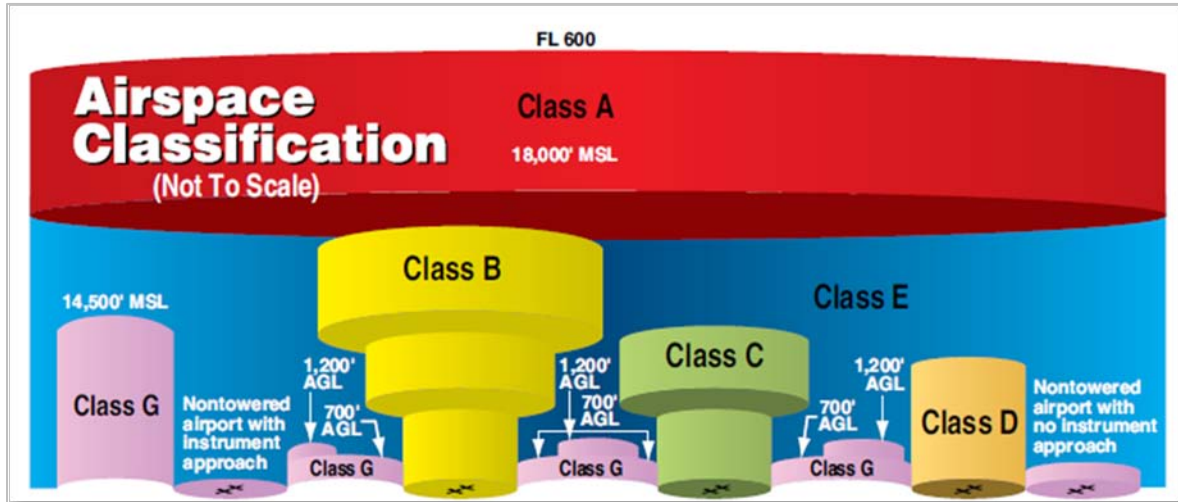 FL 600
Airspace
Classification
(Not To Scale)
Class A
18,000' MSL
Class B
14,500' MSL
Class E
Class G
Nontowered
airport with
instrument
approach
1,200'
AGL
700'
AGL
Class G
1,200'
AGL
700'
AGL
Class G
Class C
700'
AGL
1,200'
AGL
Class G
Class D
Nontowered
airport with
no instrument
approach